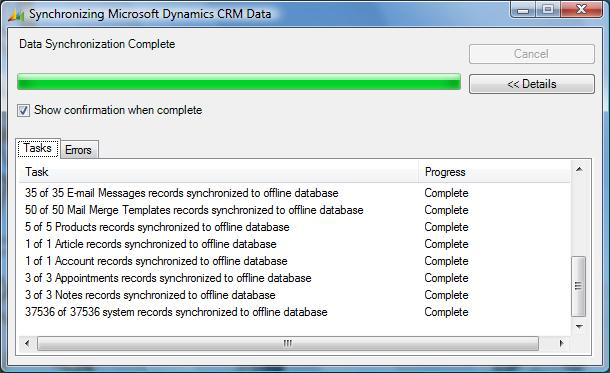 Synchronizing Microsoft Dynamics CRM Data
Data Synchronization Complete
Cancel
<< Details
Show confirmation when complete
Tasks Errors
Task Progress
35 of 35 E-mail Messages records synchronized to offline database Complete
50 of 50 Mail Merge Templates records synchronized to offline database Complete
5 of 5 Products records synchronized to offline database Complete
1 of 1 Article records synchronized to offline database Complete
1 of 1 Account records synchronized to offline database Complete
3 of 3 Appointments records synchronized to offline database Complete
3 of 3 Notes records synchronized to offline database Complete
37536 of 37536 system records synchronized to offline database Complete